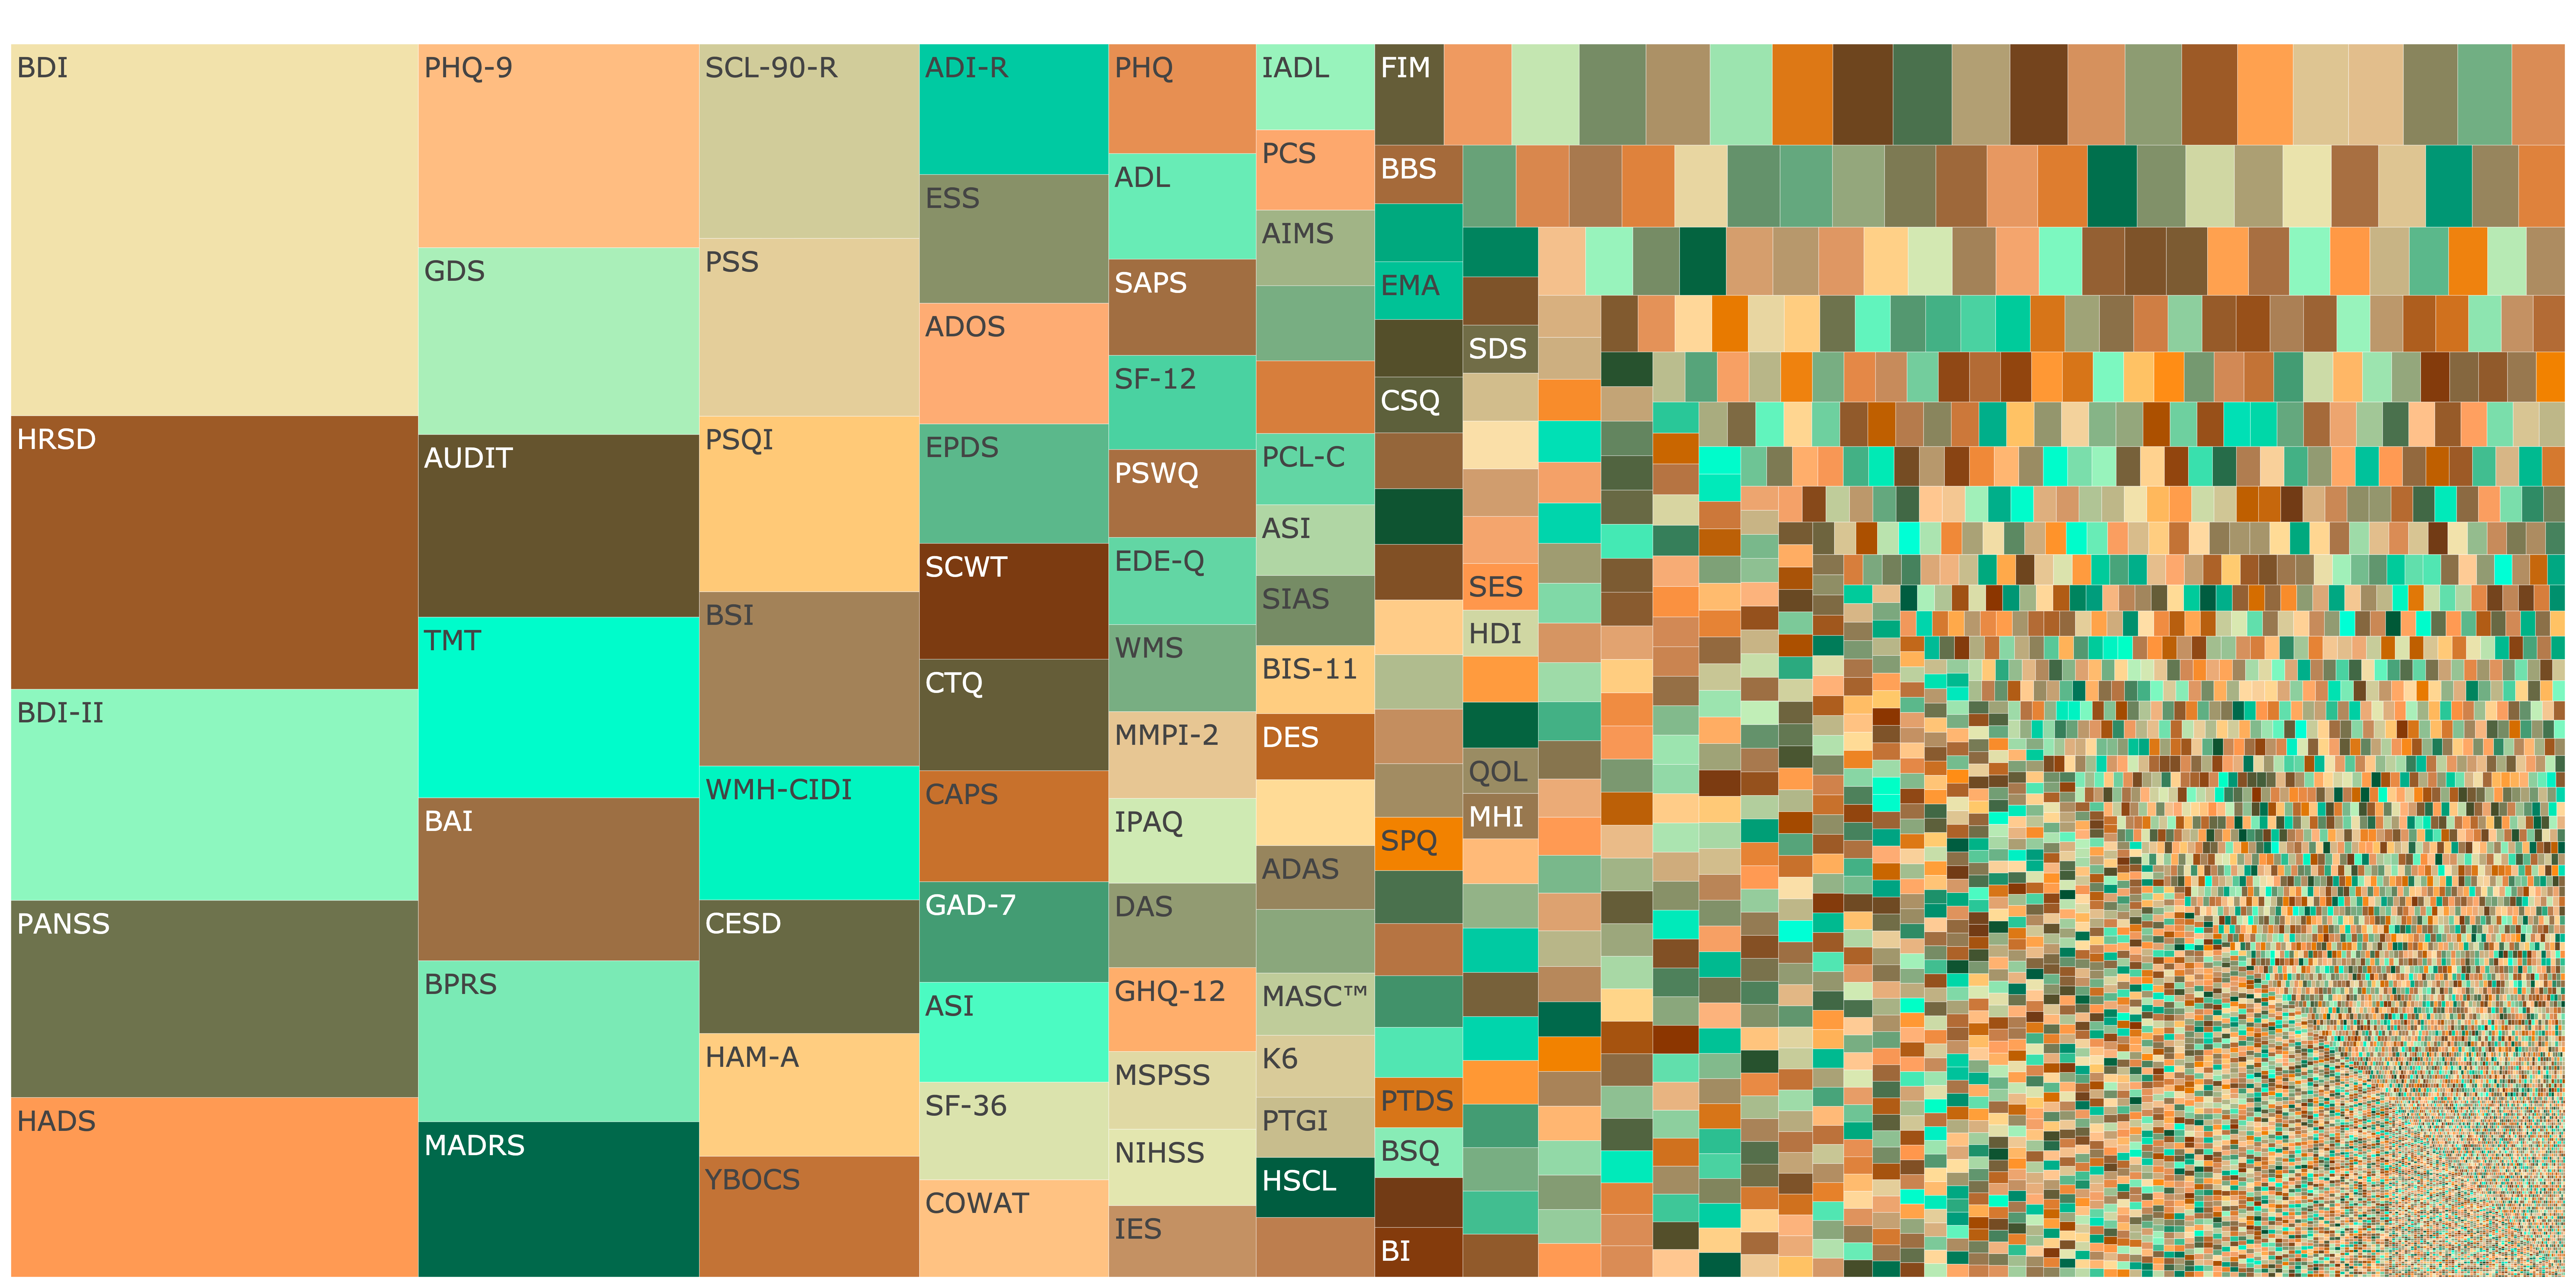 BDI
HRSD
BDI-II
PANSS
HADS
PHQ-9
GDS
AUDIT
TMT
BAI
BPRS
MADRS
SCL-90-R
PSS
PSQI
BSI
WMH-CIDI
CESD
HAM-A
YBOCS
ADI-R
ESS
ADOS
EPDS
SCWT
CTQ
CAPS
GAD-7
ASI
SF-36
COWAT
PHQ
ADL
SAPS
SF-12
PSWQ
EDE-Q
WMS
MMPI-2
IPAQ
DAS
GHQ-12
MSPSS
NIHSS
IES
IADL
PCS
AIMS
PCL-C
ASI
SIAS
BIS-11
DES
ADAS
MASC™
K6
PTGI
HSCL
FIM
BBS
EMA
CSQ
SPQ
PTDS
BSQ
BI
SDS
SES
HDI
QOL
MHI